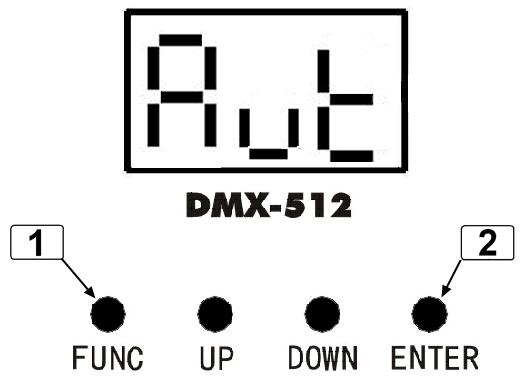 Aut
DMX-512
1 2
FUNC UP DOWN ENTER